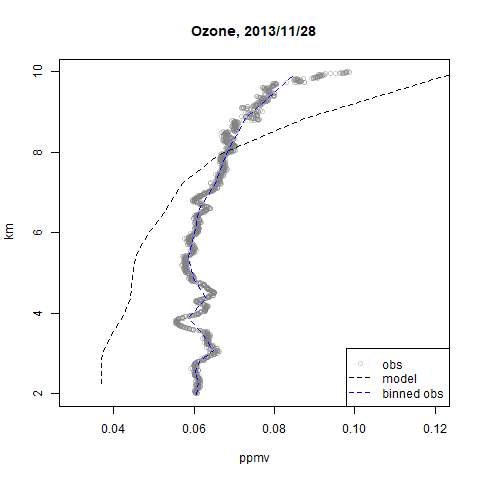 Ozone, 2013/11/28
km
10
8
6
4
2
obs
model
binned obs
0.04 0.06 0.08 0.10 0.12
ppmv